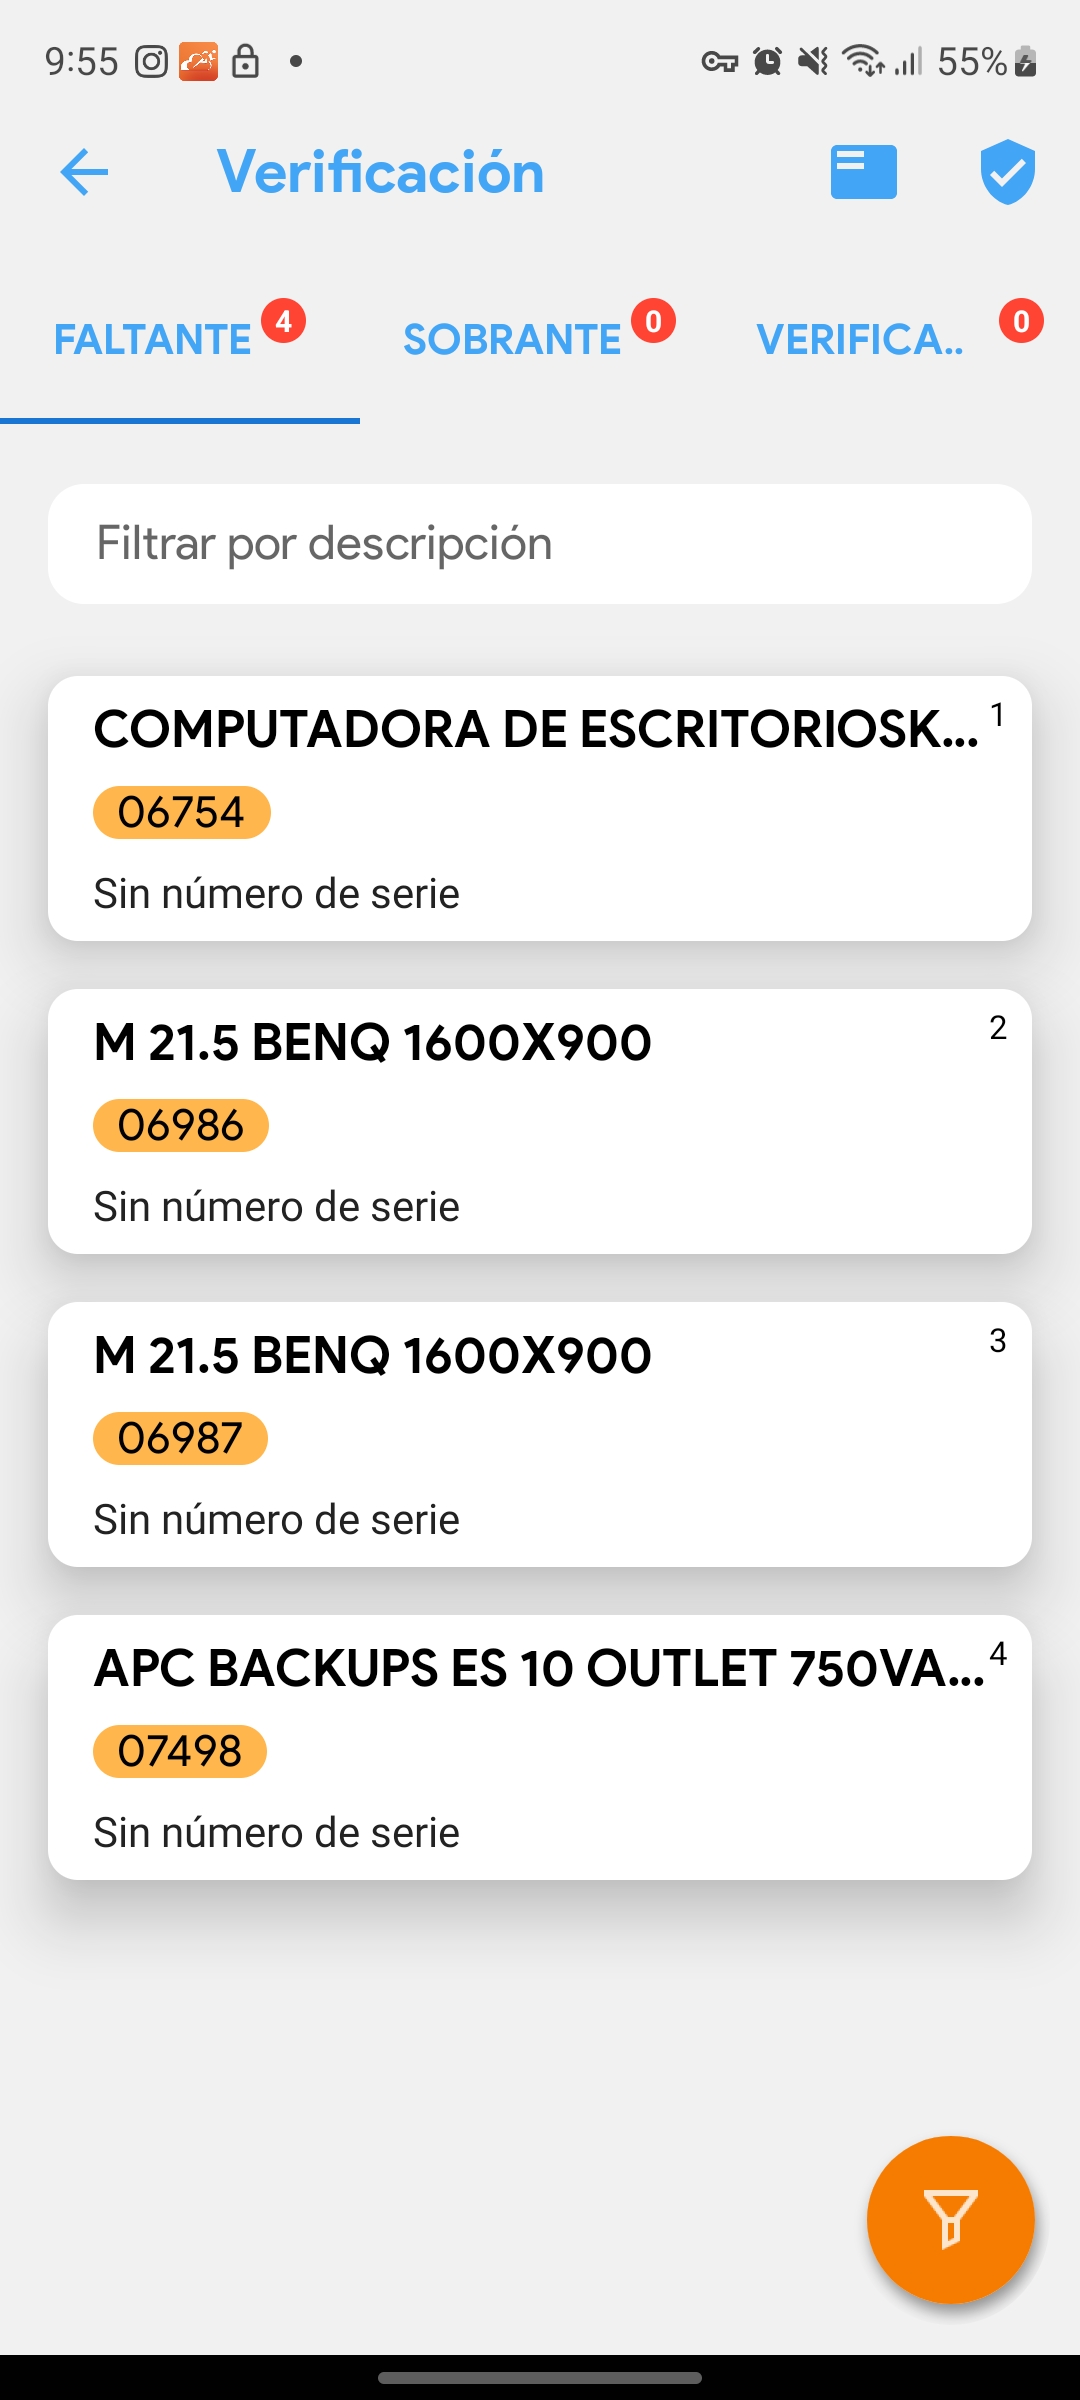 9:55
55%
Verificación
FALTANTE 4
SOBRANTE 0
VERIFICA.. 0
Filtrar por descripción
COMPUTADORA DE ESCRITORIOSK... 1
06754
Sin número de serie
M 21.5 BENQ 1600X900 2
06986
Sin número de serie
M 21.5 BENQ 1600X900 3
06987
Sin número de serie
APC BACKUPS ES 10 OUTLET 750VA... 4
07498
Sin número de serie